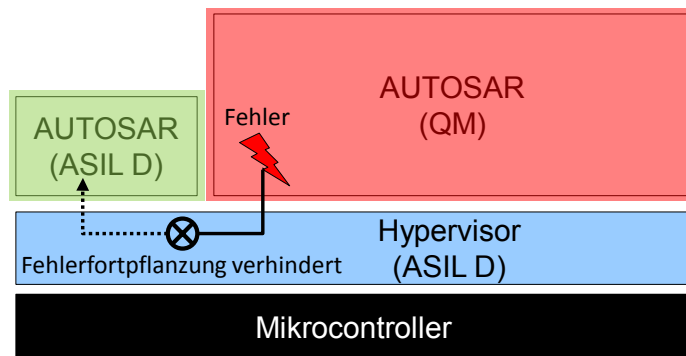 AUTOSAR
(QM)
Fehler
AUTOSAR
(ASIL D)
Hypervisor
(ASIL D)
Fehlerfortpflanzung verhindert
Mikrocontroller